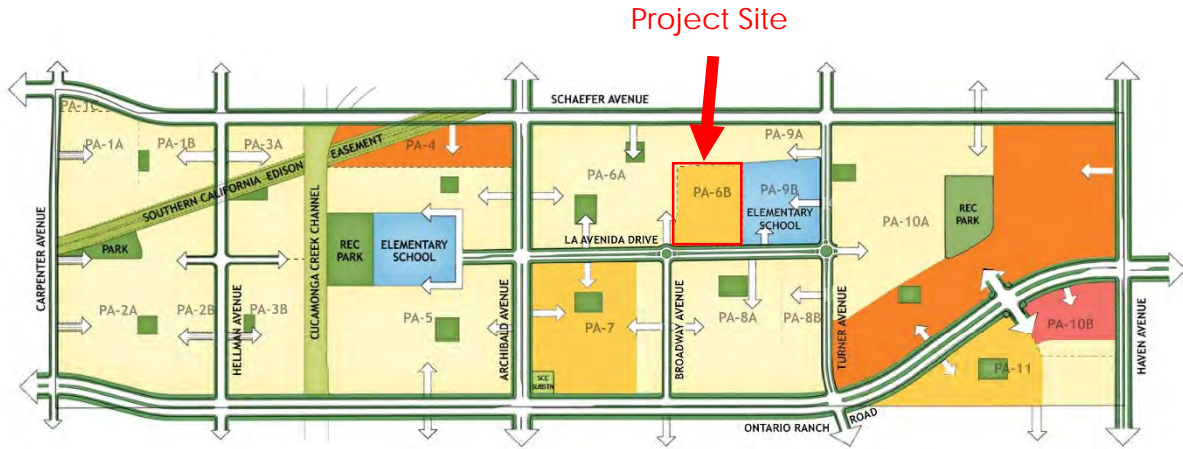 Project Site
SCHAEFER AVENUE
PA-1C
PA-1A
PA-1B
PA-3A
PA-4
PA-9A
SOUTHERN CALIFORNIA EDISON EASEMENT
PA-6A
PA-6B
PA-9B
ELEMENTARY
SCHOOL
PA-10A
REC
PARK
CARPENTER AVENUE
PARK
CUCAMONGA CREEK CHANNEL
REC
PARK
ELEMENTARY
SCHOOL
LA AVENIDA DRIVE
PA-2A
PA-2B
HELLMAN AVENUE
PA-3B
PA-5
ARCHIBALD AVENUE
PA-7
BROADWAY AVENUE
PA-8A
PA-8B
TURNER AVENUE
PA-10B
HAVEN AVENUE
PA-11
SCE
SUBSTN
ONTARIO RANCH ROAD